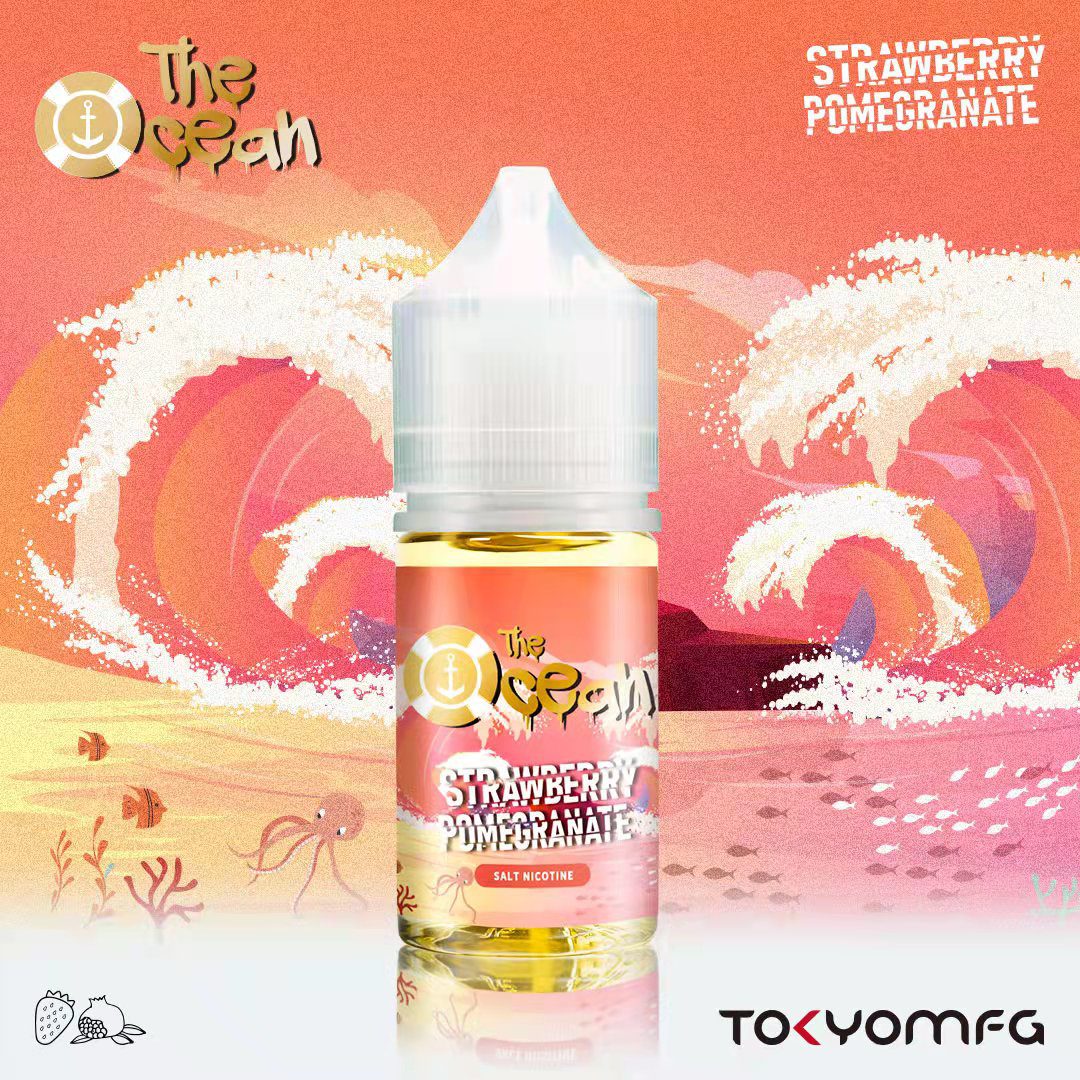 The
Ocean
STRAWBERRY
POMEGRANATE
The
Ocean
STRAWBERRY
POMEGRANATE
SALT NICOTINE
TOKYOMFG